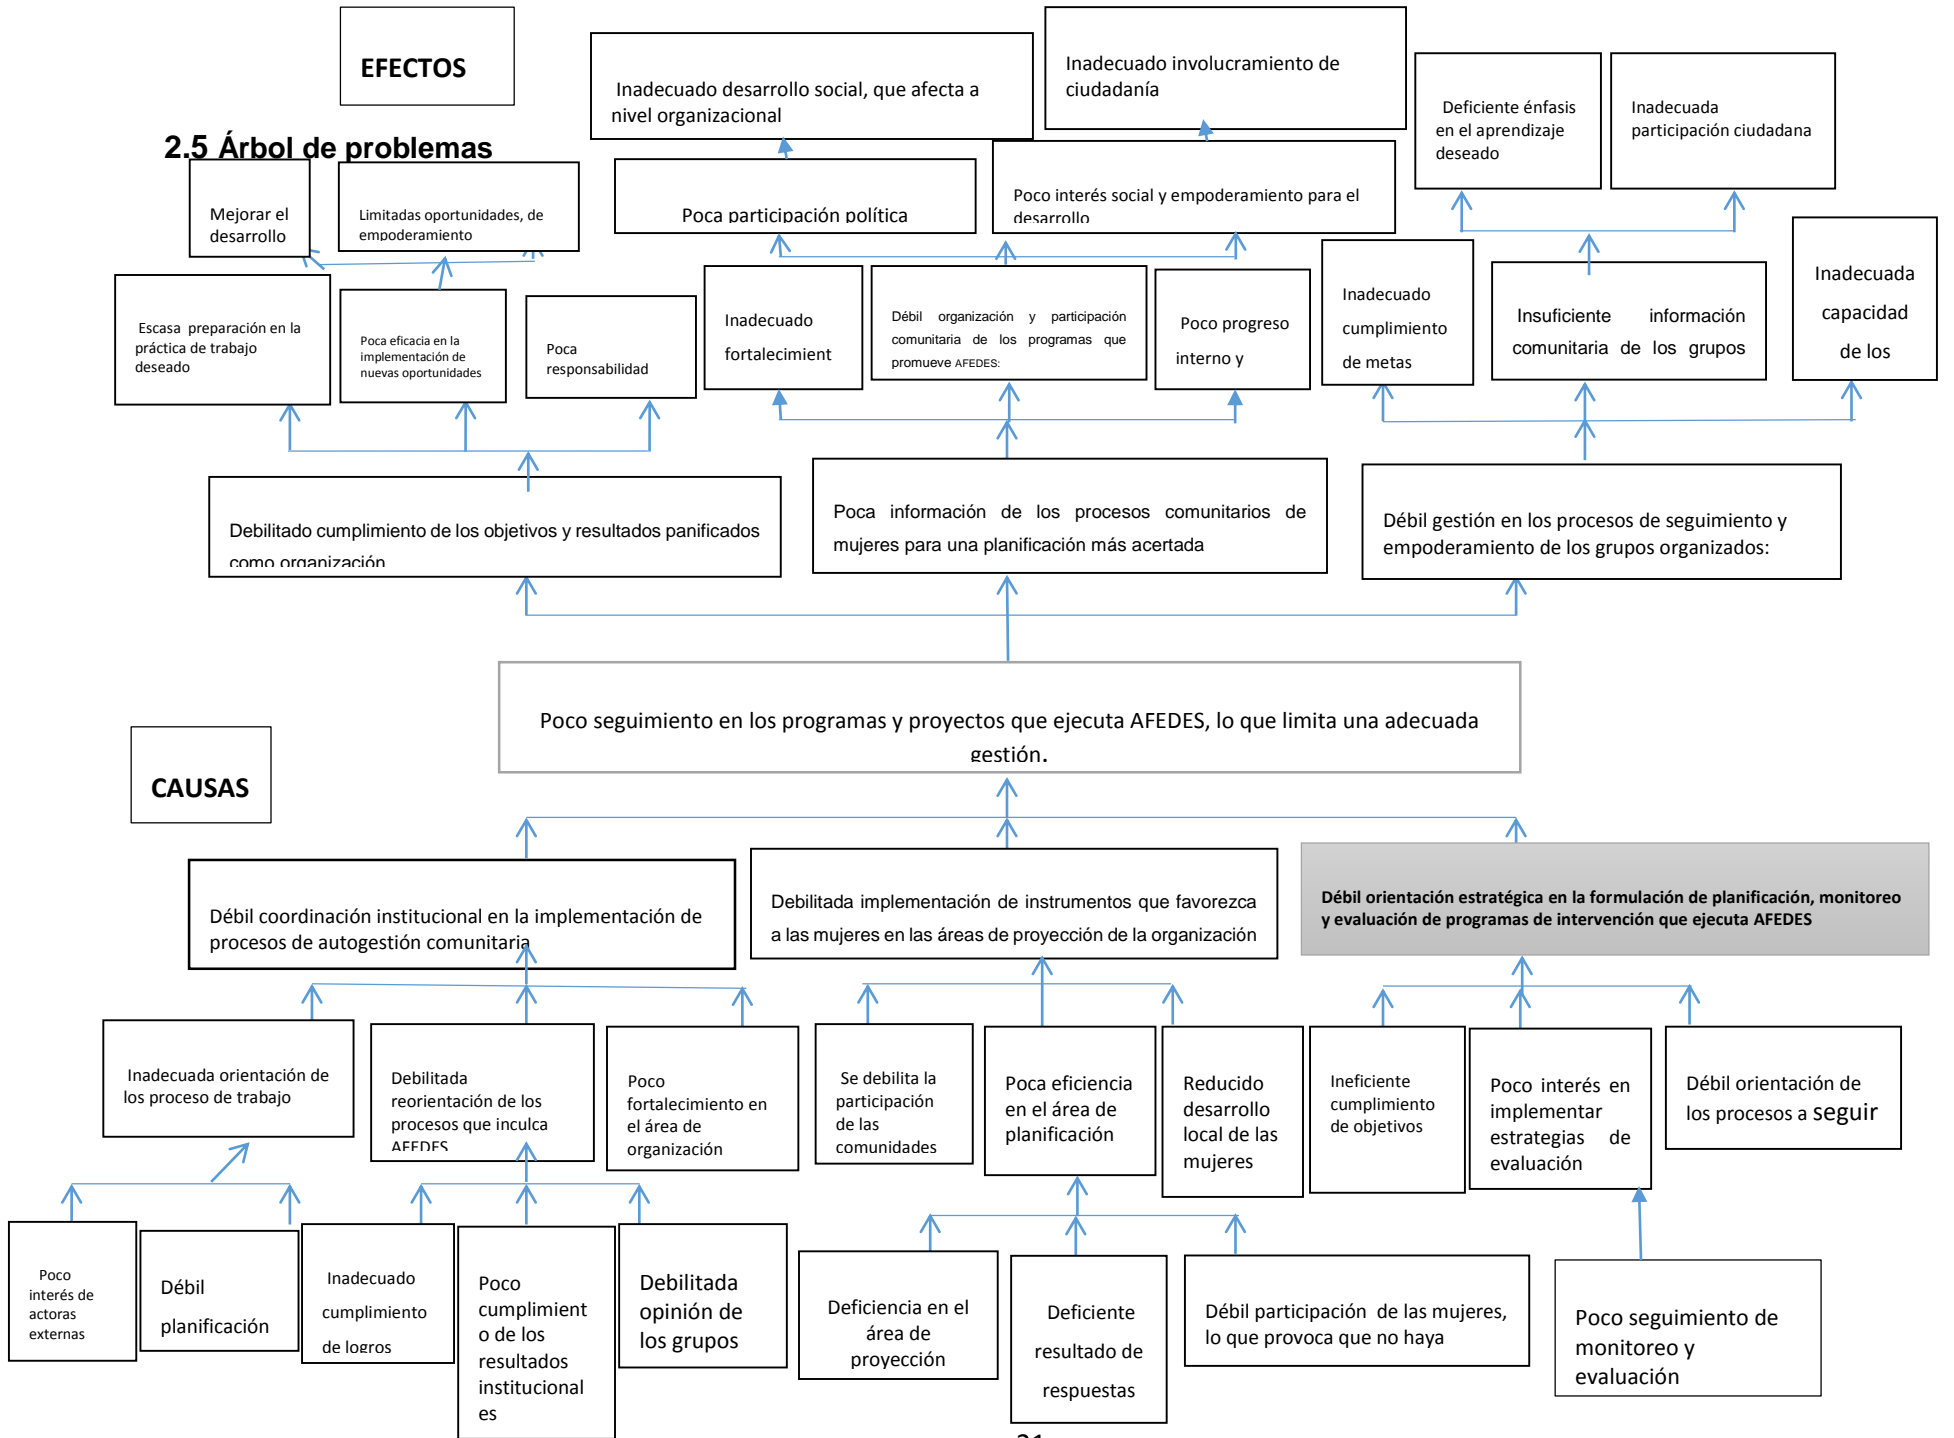 EFECTOS
2.5 Árbol de problemas
Inadecuado desarrollo social, que afecta a
nivel organizacional
Inadecuado involucramiento de
ciudadanía
Deficiente énfasis
en el aprendizaje
deseado
Inadecuada
participación ciudadana
Mejorar el
desarrollo
Limitadas oportunidades, de
empoderamiento
Poca participación política
Poco interés social y empoderamiento para el
desarrollo
Escasa preparación en la
práctica de trabajo
deseado
Poca eficacia en la
implementación de
nuevas oportunidades
Poca
responsabilidad
Inadecuado
fortalecimient
Débil organización y participación
comunitaria de los programas que
promueve AFEDES:
Poco progreso
interno y
Inadecuado
cumplimiento
de metas
Insuficiente información
comunitaria de los grupos
Inadecuada
capacidad
de los
Debilitado cumplimiento de los objetivos y resultados panificados
como organización
Poca información de los procesos comunitarios de
mujeres para una planificación más acertada
Débil gestión en los procesos de seguimiento y
empoderamiento de los grupos organizados:
Poco seguimiento en los programas y proyectos que ejecuta AFEDES, lo que limita una adecuada
gestión.
CAUSAS
Débil coordinación institucional en la implementación de
procesos de autogestión comunitaria
Debilitada implementación de instrumentos que favorezca
a las mujeres en las áreas de proyección de la organización
Débil orientación estratégica en la formulación de planificación, monitoreo
y evaluación de programas de intervención que ejecuta AFEDES
Inadecuada orientación de
los proceso de trabajo
Debilitada
reorientación de los
procesos que inculca
AFEDES
Poco
fortalecimiento en
el área de
organización
Se debilita la
participación
de las
comunidades
Poca eficiencia
en el área de
planificación
Reducido
desarrollo
local de las
mujeres
Ineficiente
cumplimiento
de objetivos
Poco interés en
implementar
estrategias de
evaluación
Débil orientación de
los procesos a seguir
Poco
interés de
actoras
externas
Débil
planificación
Inadecuado
cumplimiento
de logros
Poco
cumplimient
o de los
resultados
institucional
es
Debilitada
opinión de
los grupos
Deficiencia en el
área de
proyección
Deficiente
resultado de
respuestas
Débil participación de las mujeres,
lo que provoca que no haya
Poco seguimiento de
monitoreo y
evaluación